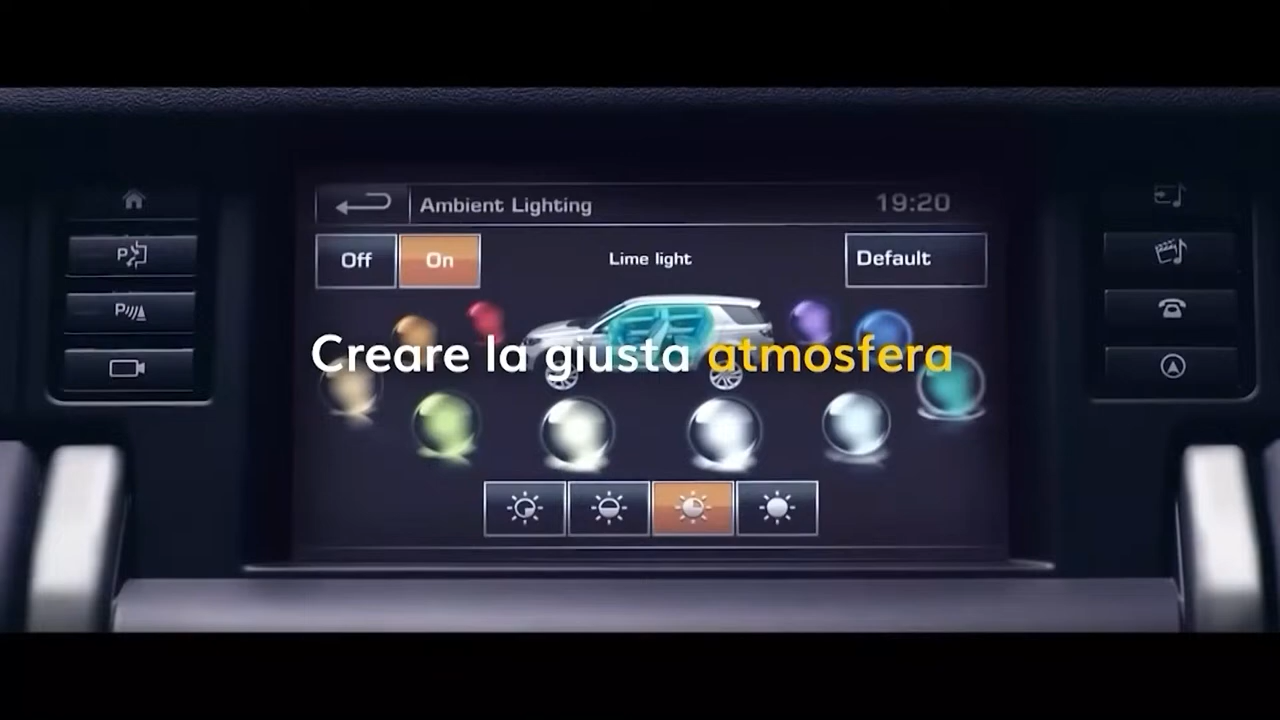 Ambient Lighting
19:20
Off
On
Lime light
Default
Creare la giusta atmosfera
P
P